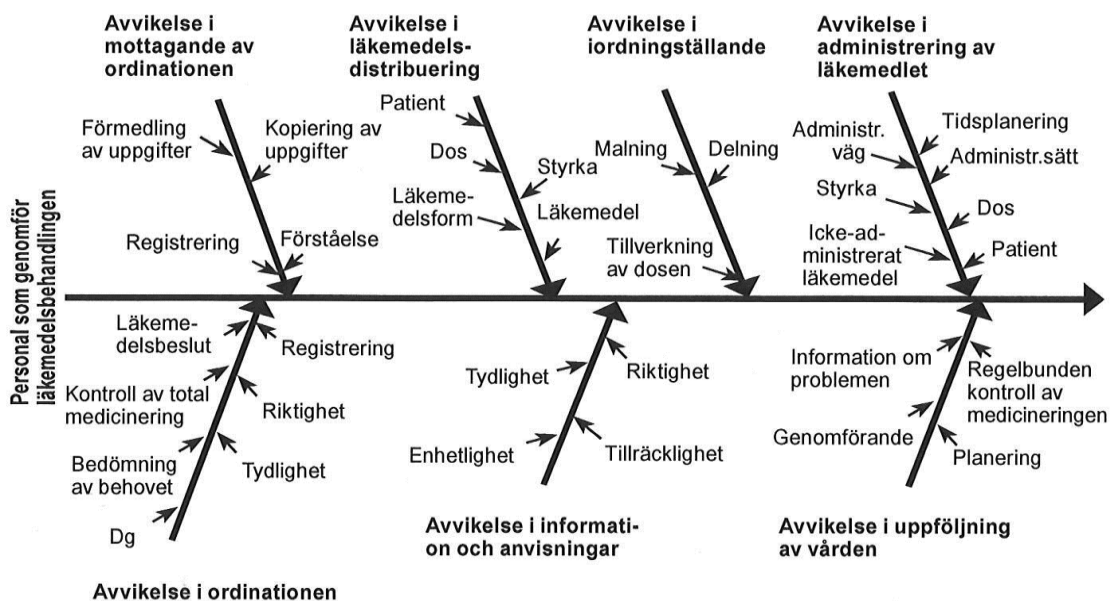 Avvikelse i
mottagande av
ordinationen
Avvikelse i
läkemedels-
distribuering
Avvikelse i
iordningställande
Avvikelse i
administrering av
läkemedlet
Förmedling
av uppgifter
Kopiering av
uppgifter
Registrering
Förståelse
Patient
Dos
Styrka
Läkeme-
delsform
Läkemedel
Malning
Delning
Tillverkning
av dosen
Administr.
väg
Tidsplanering
Administr.sätt
Styrka
Dos
Icke-ad-
ministrerat
läkemedel
Patient
Personal som genomför
läkemedelsbehandlingen
Läkeme-
delsbeslut
Registrering
Kontroll av total
medicinering
Riktighet
Bedömning
av behovet
Tydlighet
Dg
Avvikelse i ordinationen
Tydlighet
Riktighet
Enhetlighet
Tillräcklighet
Avvikelse i informati-
on och anvisningar
Information om
problemen
Regelbunden
kontroll av
medicineringen
Genomförande
Planering
Avvikelse i uppföljning
av vården